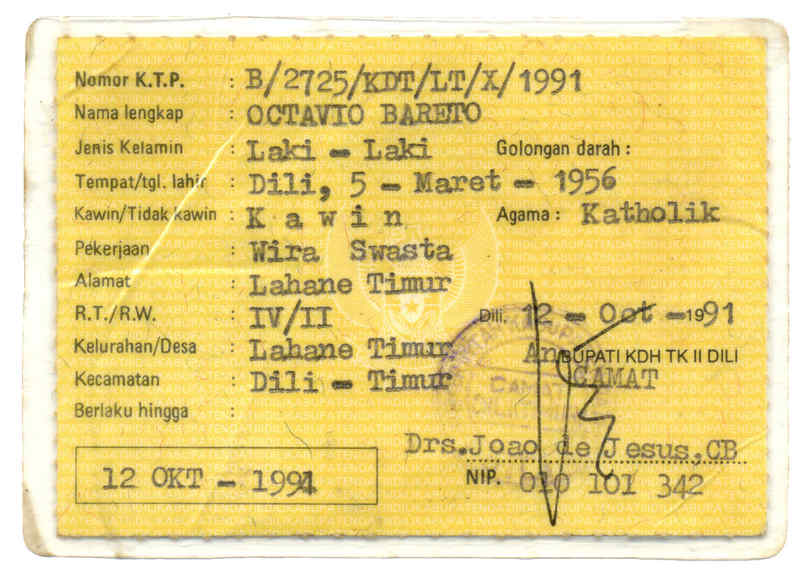 Nomor K.T.P. : B/2725/KDT/LT/X/1991
Nama lengkap : OCTAVIO BARETO
Jenis Kelamin : Laki - Laki Golongan darah :
Tempat/tgl. lahir : Dili, 5 - Maret - 1956
Kawin/Tidak kawin : K a w i n Agama : Katholik
Pekerjaan : Wira Swasta
Alamat : Lahane Timur
R.T./R.W. : IV/II Dili. 12 - Oct - 1991
Kelurahan/Desa : Lahane Timur An BUPATI KDH TK II DILI
Kecamatan : Dili - Timur CAMAT
Berlaku hingga :
Drs.Joao de Jesus,CB
12 OKT - 1994 NIP. 010 101 342